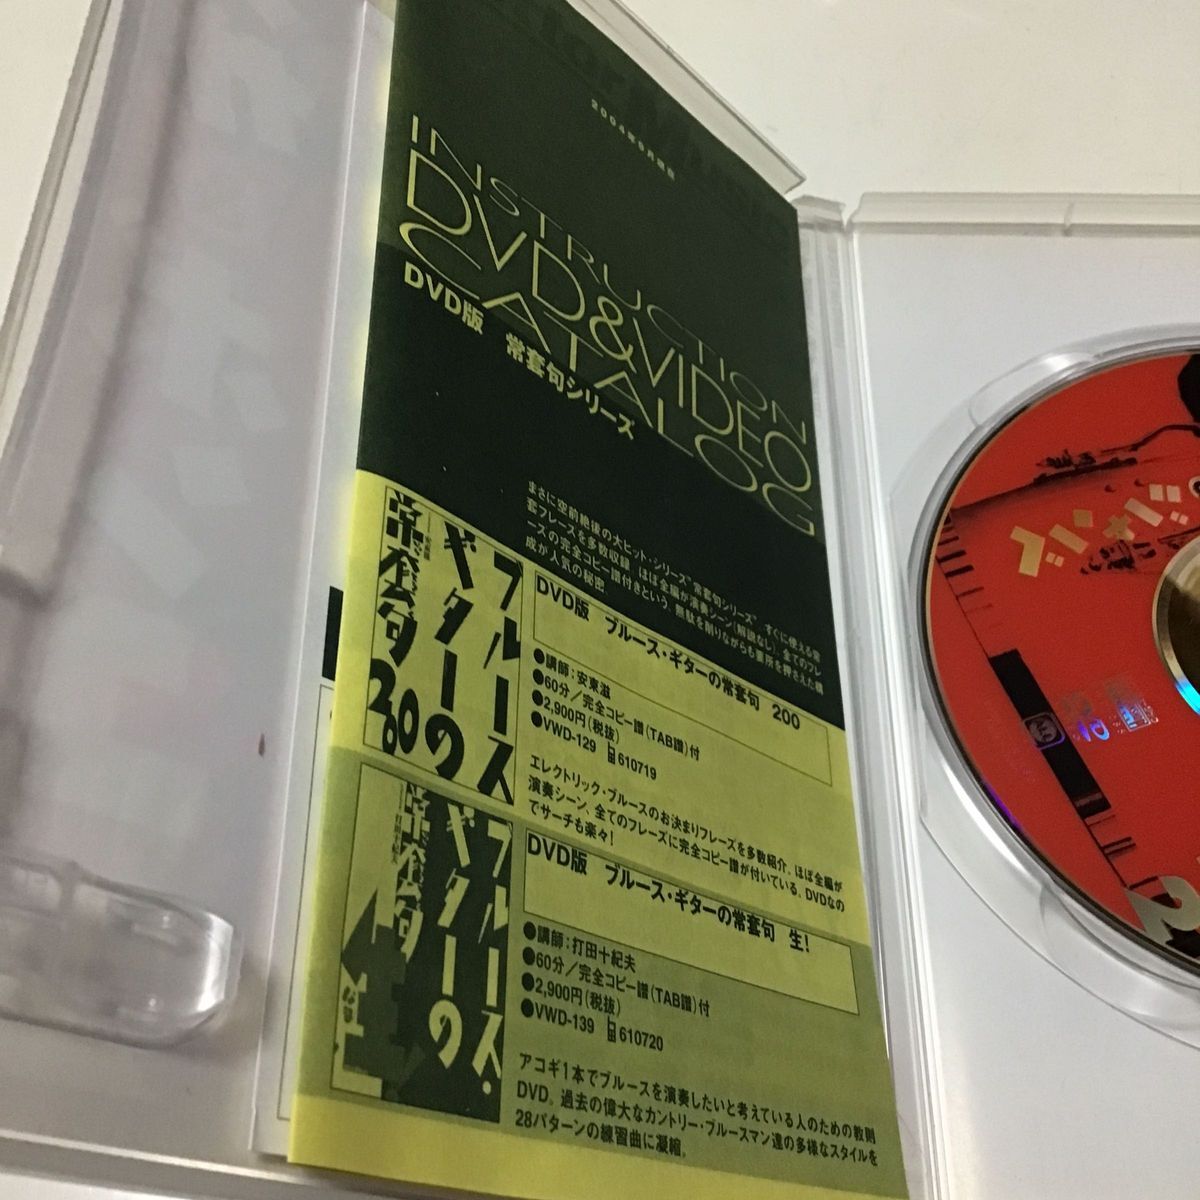 2004年9月現在
INSTRUCTION
DVD&VIDEO
CATALOG
DVD版 常套句シリーズ
まさに空前絶後の大ヒット・シリーズ“常套句シリーズ”。すぐに使える常
套フレーズを多数収録。ほぼ全編が演奏シーン(解説なし)、全てのフレ
ーズの完全コピー譜付きという、無駄を削りながらも要所を押さえた構
成が人気の秘密。
ブルース
ギターの
常套句
200
DVD版 ブルース・ギターの常套句 200
●講師:安東滋
●60分/完全コピー譜(TAB譜)付
●2,900円(税抜)
●VWD-129 610719
エレクトリック・ブルースのお決まりフレーズを多数紹介。ほぼ全編が
演奏シーン、全てのフレーズに完全コピー譜が付いている。DVDなの
でサーチも楽々!
ブルース・
ギターの
常套句
生!
DVD版 ブルース・ギターの常套句 生!
●講師:打田十紀夫
●60分/完全コピー譜(TAB譜)付
●2,900円(税抜)
●VWD-139 610720
アコギ1本でブルースを演奏したいと考えている人のための教則
DVD。過去の偉大なカントリー・ブルースマン達の多様なスタイルを
28パターンの練習曲に凝縮。
2